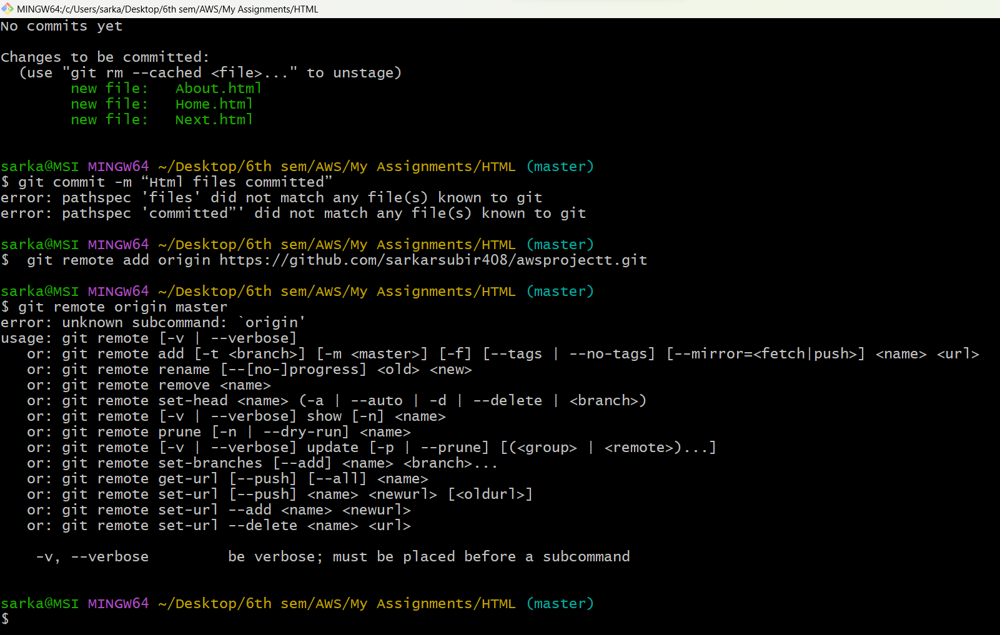 MINGW64:/c/Users/sarka/Desktop/6th sem/AWS/My Assignments/HTML
No commits yet
Changes to be committed:
  (use "git rm --cached <file>..." to unstage)
        new file:   About.html
        new file:   Home.html
        new file:   Next.html
sarka@MSI MINGW64 ~/Desktop/6th sem/AWS/My Assignments/HTML (master)
$ git commit -m “Html files committed”
error: pathspec 'files' did not match any file(s) known to git
error: pathspec 'committed”' did not match any file(s) known to git
sarka@MSI MINGW64 ~/Desktop/6th sem/AWS/My Assignments/HTML (master)
$  git remote add origin https://github.com/sarkarsubir408/awsprojectt.git
sarka@MSI MINGW64 ~/Desktop/6th sem/AWS/My Assignments/HTML (master)
$ git remote origin master
error: unknown subcommand: `origin'
usage: git remote [-v | --verbose]
   or: git remote add [-t <branch>] [-m <master>] [-f] [--tags | --no-tags] [--mirror=<fetch|push>] <name> <url>
   or: git remote rename [--[no-]progress] <old> <new>
   or: git remote remove <name>
   or: git remote set-head <name> (-a | --auto | -d | --delete | <branch>)
   or: git remote [-v | --verbose] show [-n] <name>
   or: git remote prune [-n | --dry-run] <name>
   or: git remote [-v | --verbose] update [-p | --prune] [(<group> | <remote>)...]
   or: git remote set-branches [--add] <name> <branch>...
   or: git remote get-url [--push] [--all] <name>
   or: git remote set-url [--push] <name> <newurl> [<oldurl>]
   or: git remote set-url --add <name> <newurl>
   or: git remote set-url --delete <name> <url>
    -v, --verbose         be verbose; must be placed before a subcommand
sarka@MSI MINGW64 ~/Desktop/6th sem/AWS/My Assignments/HTML (master)
$